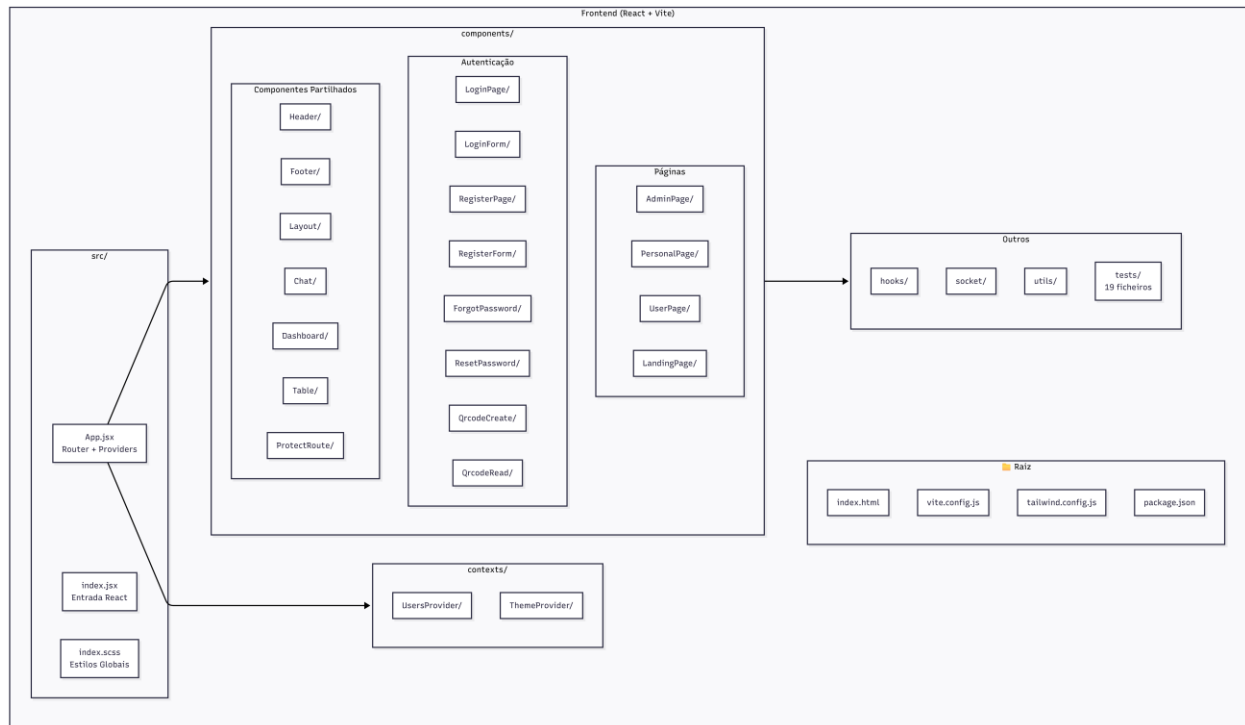 Frontend (React + Vite)
components/
Componentes Partilhados
Header/
Footer/
Layout/
Chat/
Dashboard/
Table/
ProtectRoute/
Autenticação
LoginPage/
LoginForm/
RegisterPage/
RegisterForm/
ForgotPassword/
ResetPassword/
QrcodeCreate/
QrcodeRead/
Páginas
AdminPage/
PersonalPage/
UserPage/
LandingPage/
src/
App.jsx
Router + Providers
index.jsx
Entrada React
index.scss
Estilos Globais
contexts/
UsersProvider/
ThemeProvider/
Outros
hooks/
socket/
utils/
tests/
19 ficheiros
Raiz
index.html
vite.config.js
tailwind.config.js
package.json